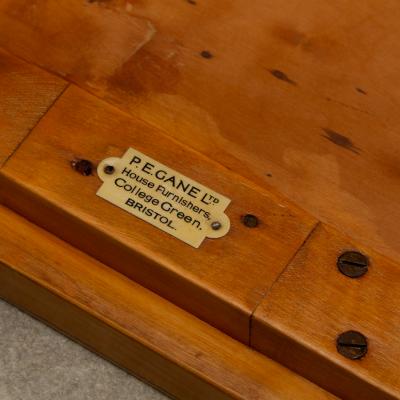 P.E.GANE LTD
House Furnishers,
College Green,
BRISTOL.